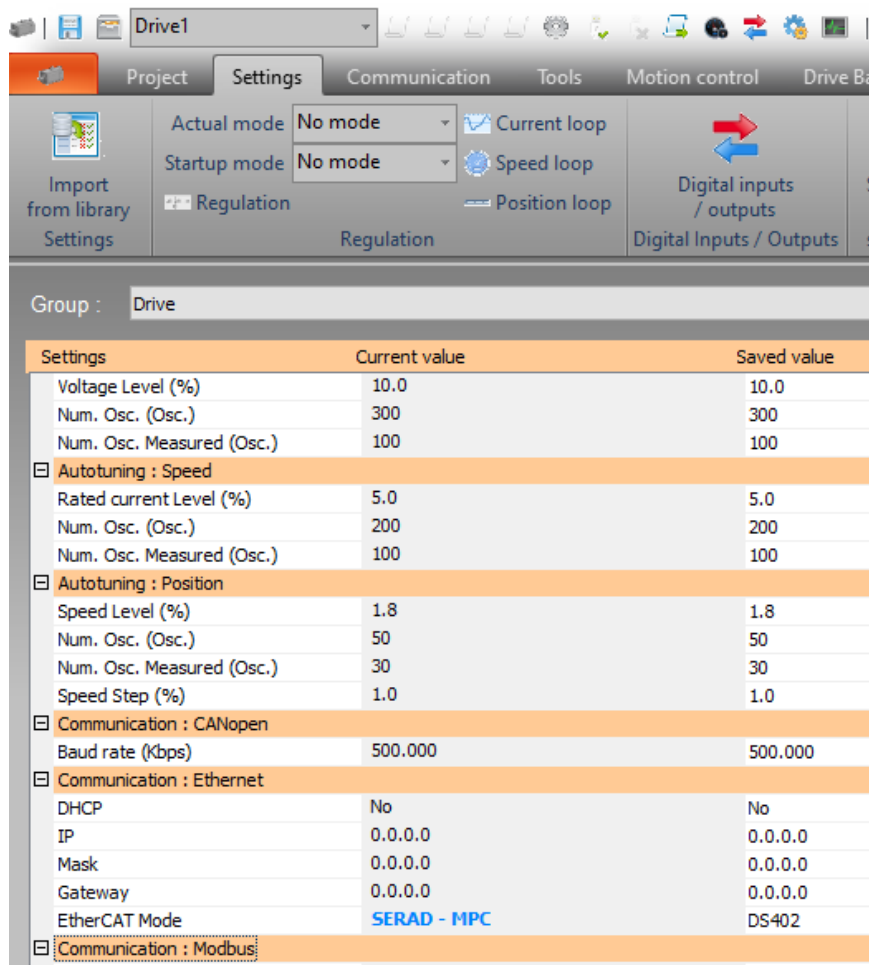 Drive1
Project Settings Communication Tools Motion control Drive Ba
Actual mode No mode Current loop
Startup mode No mode Speed loop
Import
from library
Regulation Position loop
Digital inputs
/ outputs
Settings Regulation Digital Inputs / Outputs
Group : Drive
Settings Current value Saved value
Voltage Level (%) 10.0 10.0
Num. Osc. (Osc.) 300 300
Num. Osc. Measured (Osc.) 100 100
Autotuning : Speed
Rated current Level (%) 5.0 5.0
Num. Osc. (Osc.) 200 200
Num. Osc. Measured (Osc.) 100 100
Autotuning : Position
Speed Level (%) 1.8 1.8
Num. Osc. (Osc.) 50 50
Num. Osc. Measured (Osc.) 30 30
Speed Step (%) 1.0 1.0
Communication : CANopen
Baud rate (Kbps) 500.000 500.000
Communication : Ethernet
DHCP No No
IP 0.0.0.0 0.0.0.0
Mask 0.0.0.0 0.0.0.0
Gateway 0.0.0.0 0.0.0.0
EtherCAT Mode SERAD - MPC DS402
Communication : Modbus